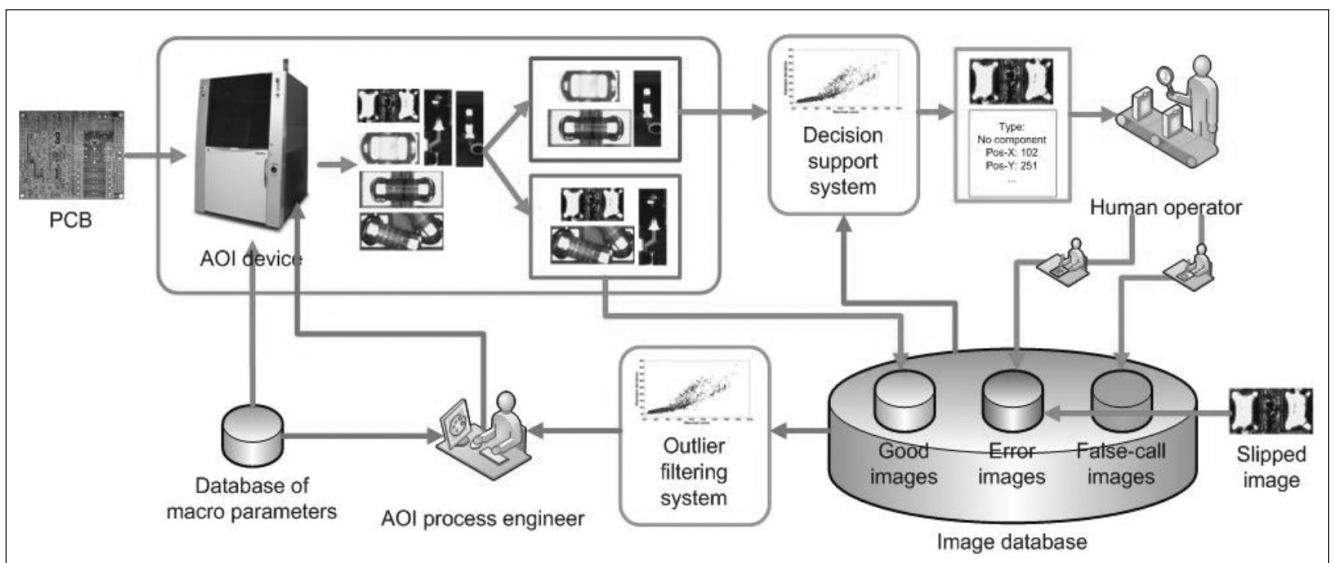 PCB
AOI device
Decision
support
system
Type:
No component
Pos-X: 102
Pos-Y: 251
....
Human operator
Database of
macro parameters
AOI process engineer
Outlier
filtering
system
Good
images
Error
images
False-call
images
Slipped
image
Image database